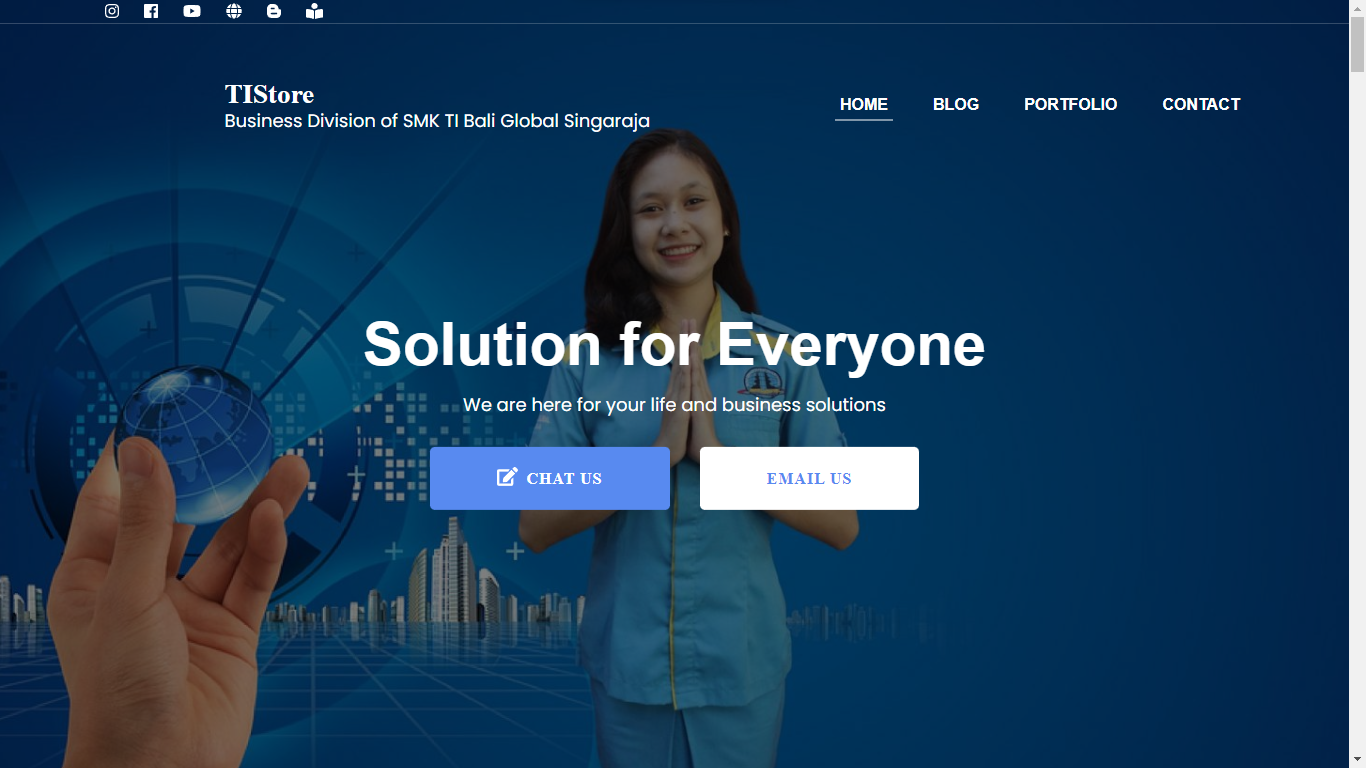 TIStore
Business Division of SMK TI Bali Global Singaraja
HOME BLOG PORTFOLIO CONTACT
Solution for Everyone
We are here for your life and business solutions
CHAT US EMAIL US